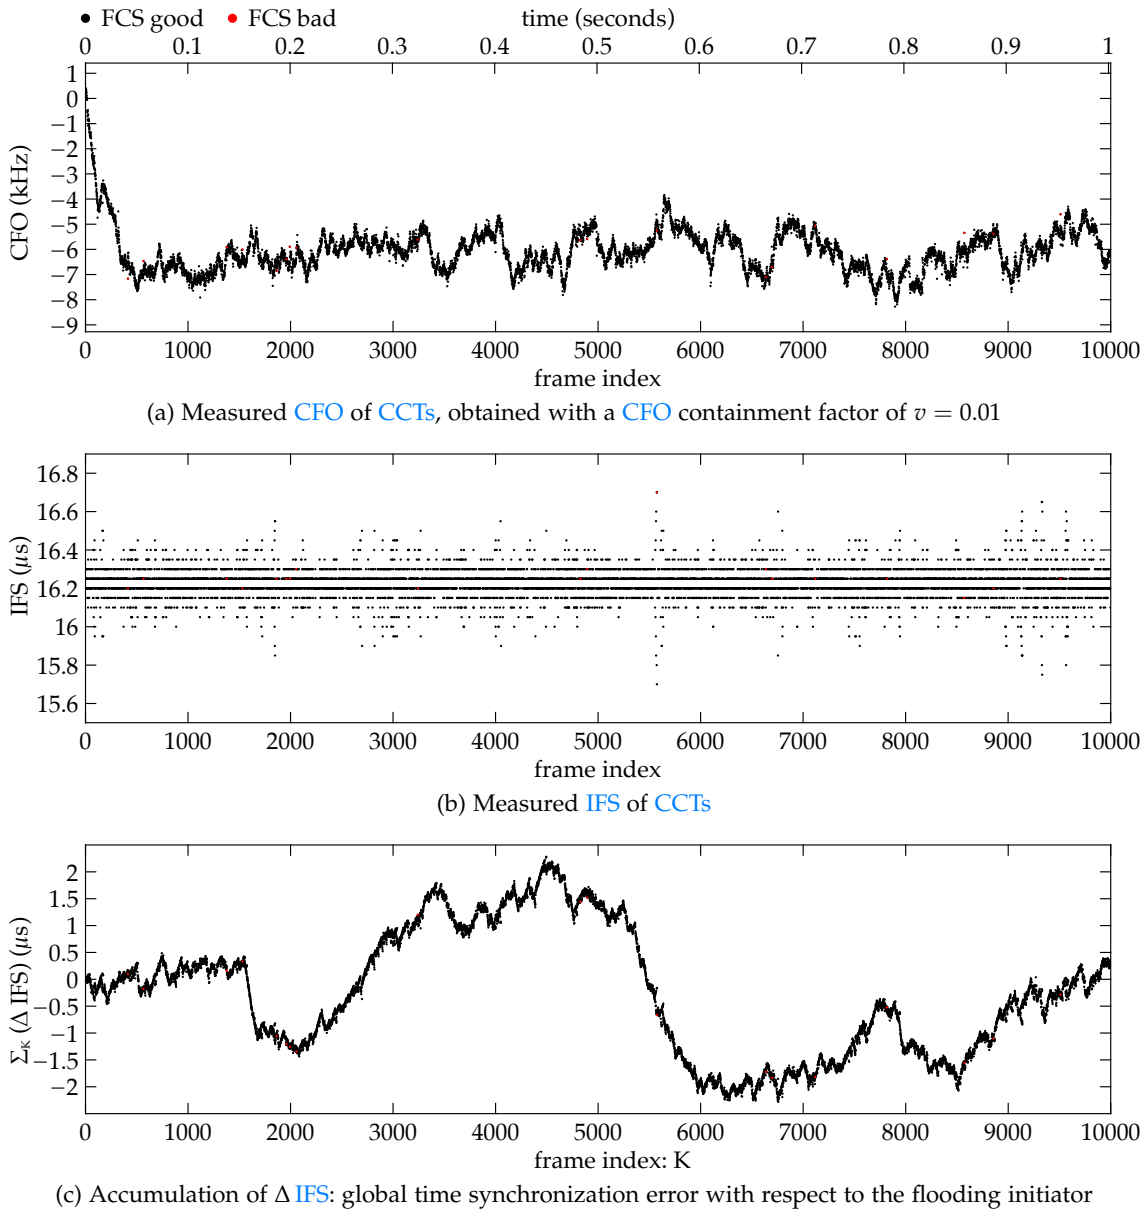 FCS good FCS bad time (seconds)
0 0.1 0.2 0.3 0.4 0.5 0.6 0.7 0.8 0.9 1
1
0
−1
−2
−3
−4
−5
−6
−7
−8
−9
CFO (kHz)
0 1000 2000 3000 4000 5000 6000 7000 8000 9000 10000
frame index
(a) Measured CFO of CCTs, obtained with a CFO containment factor of v = 0.01
16.8
16.6
16.4
16.2
16
15.8
15.6
IFS (μs)
0 1000 2000 3000 4000 5000 6000 7000 8000 9000 10000
frame index
(b) Measured IFS of CCTs
2
1.5
1
0.5
0
−0.5
−1
−1.5
−2
Σ_K (Δ IFS) (μs)
0 1000 2000 3000 4000 5000 6000 7000 8000 9000 10000
frame index: K
(c) Accumulation of Δ IFS: global time synchronization error with respect to the flooding initiator